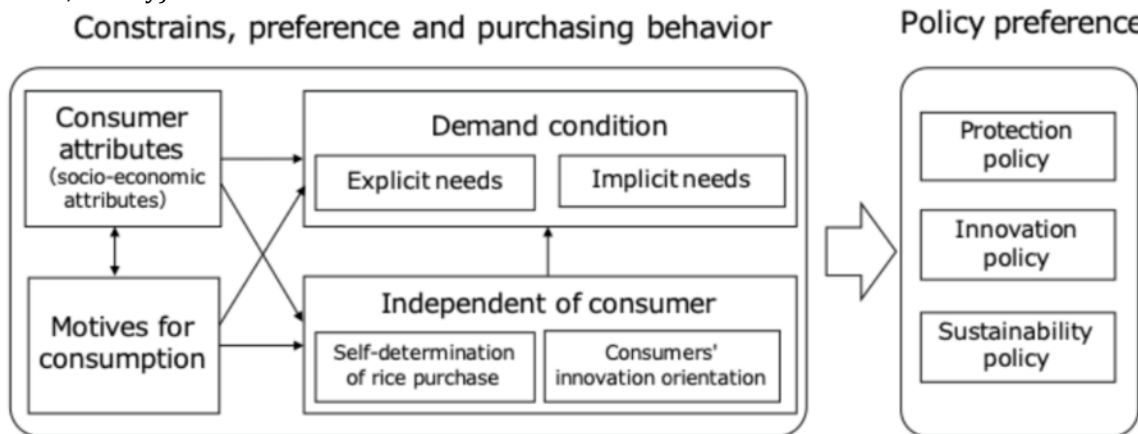 Constrains, preference and purchasing behavior
Policy preference
Consumer
attributes
(socio-economic
attributes)
Motives for
consumption
Demand condition
Explicit needs
Implicit needs
Independent of consumer
Self-determination
of rice purchase
Consumers'
innovation orientation
Protection
policy
Innovation
policy
Sustainability
policy